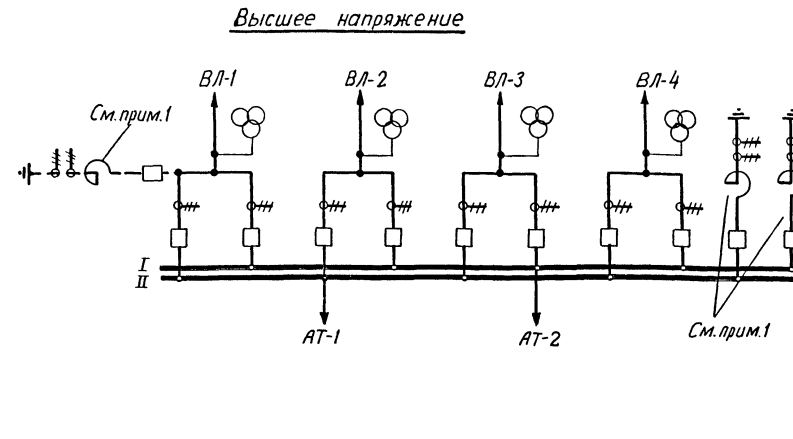 Высшее напряжение
ВЛ-1
ВЛ-2
ВЛ-3
ВЛ-4
См.прим.1
I
II
АТ-1
АТ-2
См.прим.1